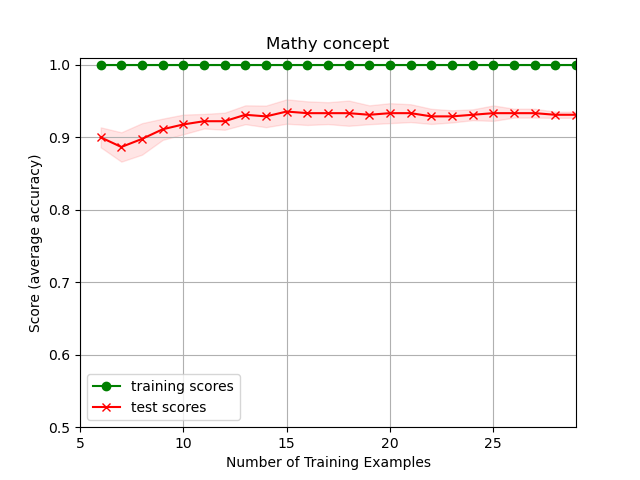 Mathy concept
1.0
0.9
0.8
0.7
0.6
0.5
Score (average accuracy)
training scores
test scores
5 10 15 20 25
Number of Training Examples